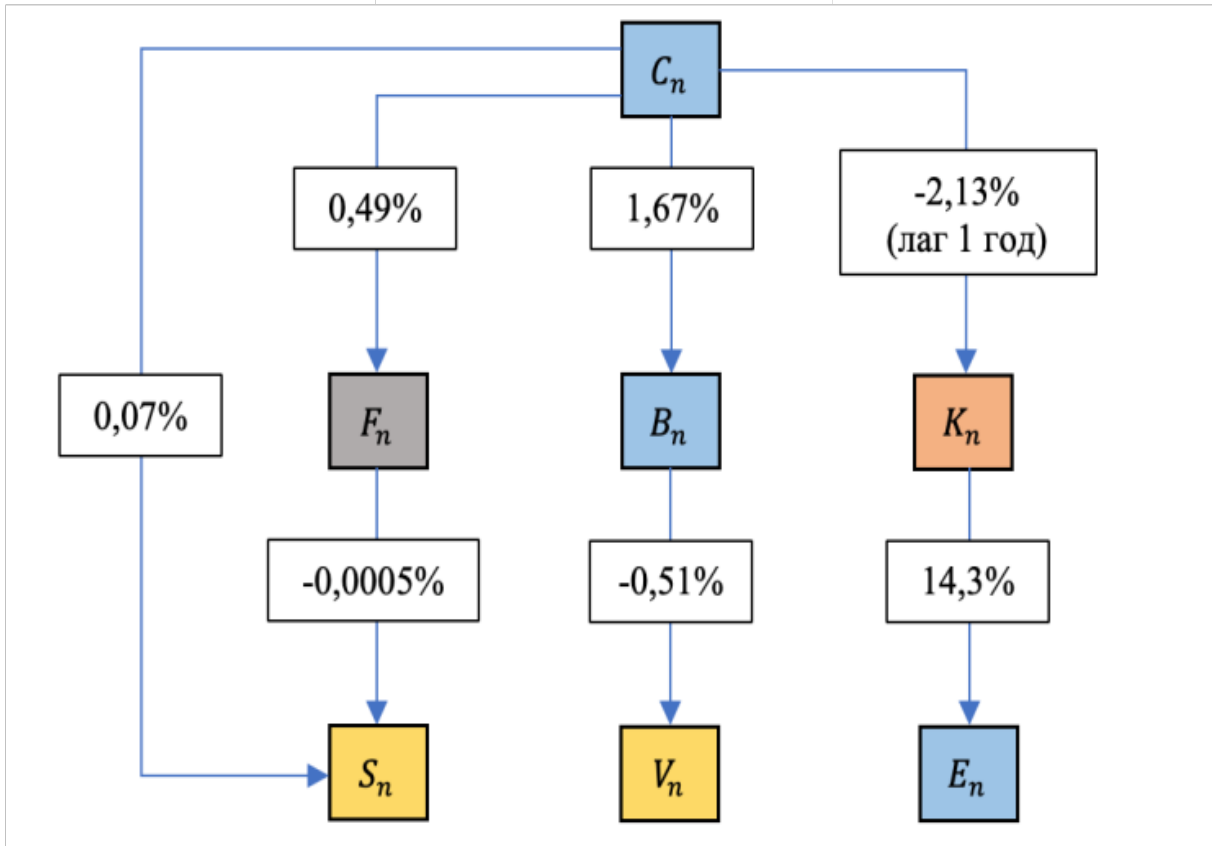 Cₙ
0,49%
1,67%
-2,13%
(лаг 1 год)
0,07%
Fₙ
Bₙ
Kₙ
-0,0005%
-0,51%
14,3%
Sₙ
Vₙ
Eₙ